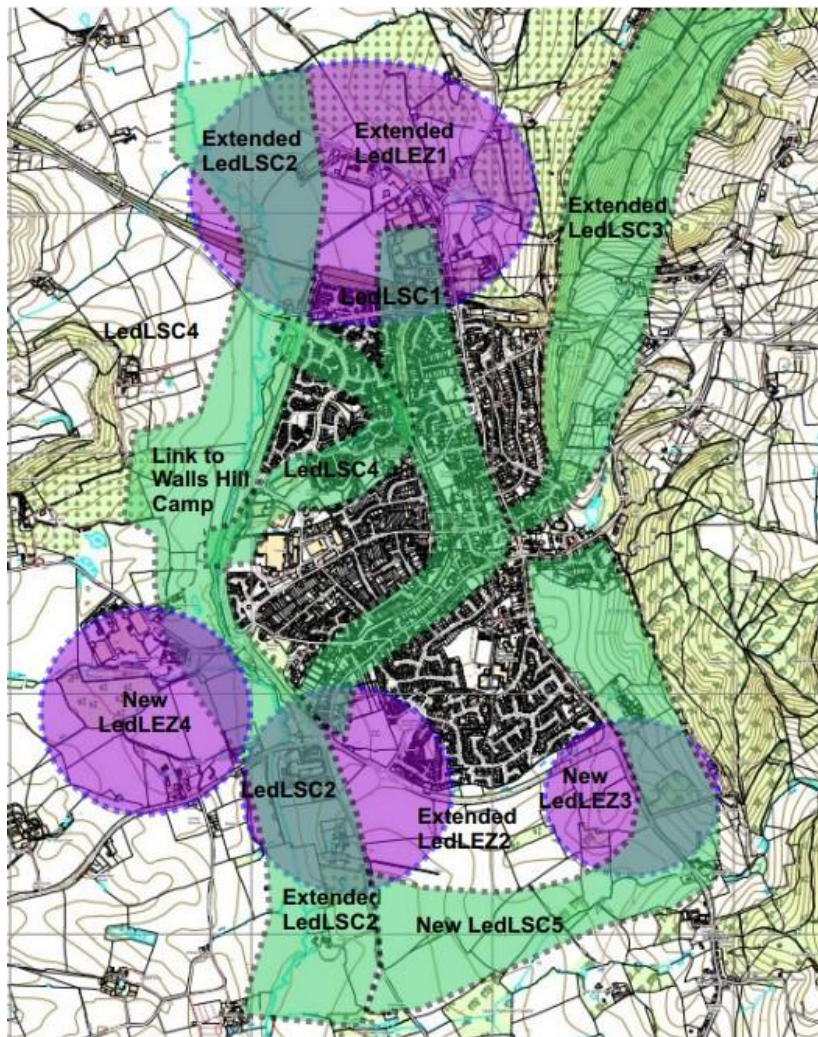 Extended
LedLSC2
Extended
LedLEZ1
Extended
LedLSC3
LedLSC1
LedLSC4
Link to
Walls Hill
Camp
LedLSC4
New
LedLEZ4
LedLSC2
New
LedLEZ3
Extended
LedLEZ2
Extended
LedLSC2
New LedLSC5